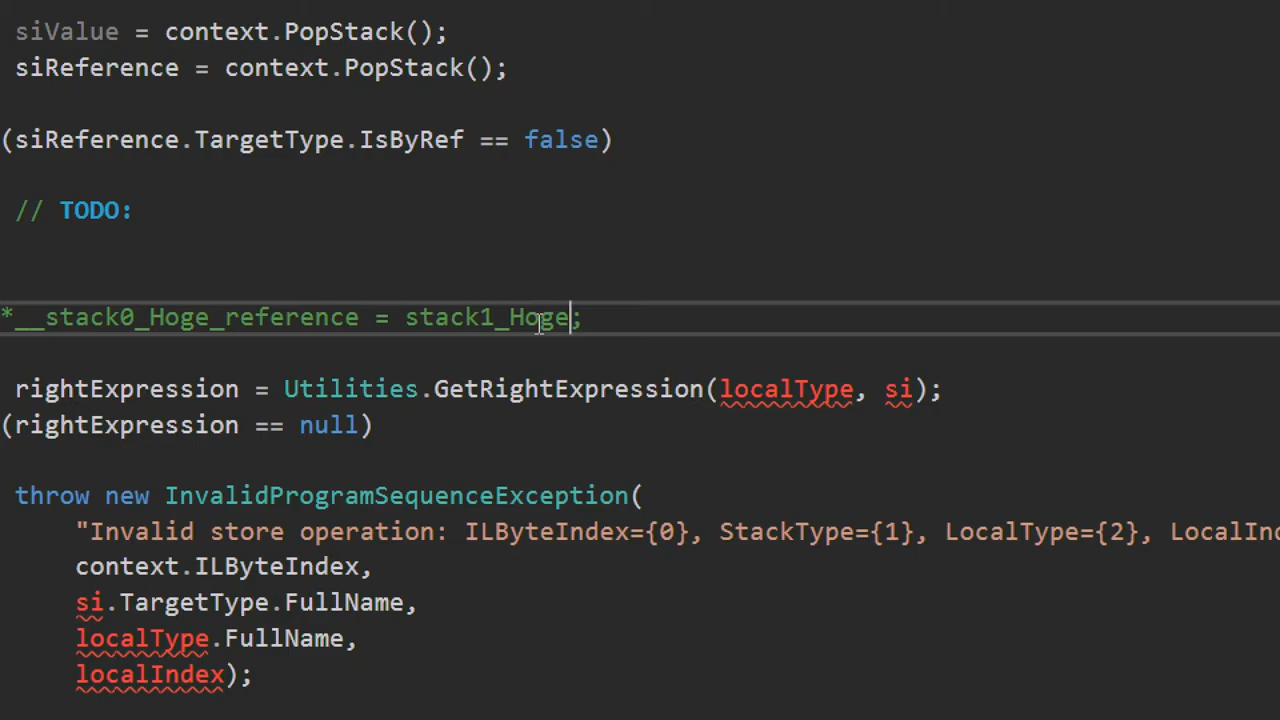 siValue = context.PopStack();
siReference = context.PopStack();
(siReference.TargetType.IsByRef == false)
// TODO:
*__stack0_Hoge_reference = stack1_Hoge;
rightExpression = Utilities.GetRightExpression(localType, si);
(rightExpression == null)
throw new InvalidProgramSequenceException(
"Invalid store operation: ILByteIndex={0}, StackType={1}, LocalType={2}, LocalInd
context.ILByteIndex,
si.TargetType.FullName,
localType.FullName,
localIndex);